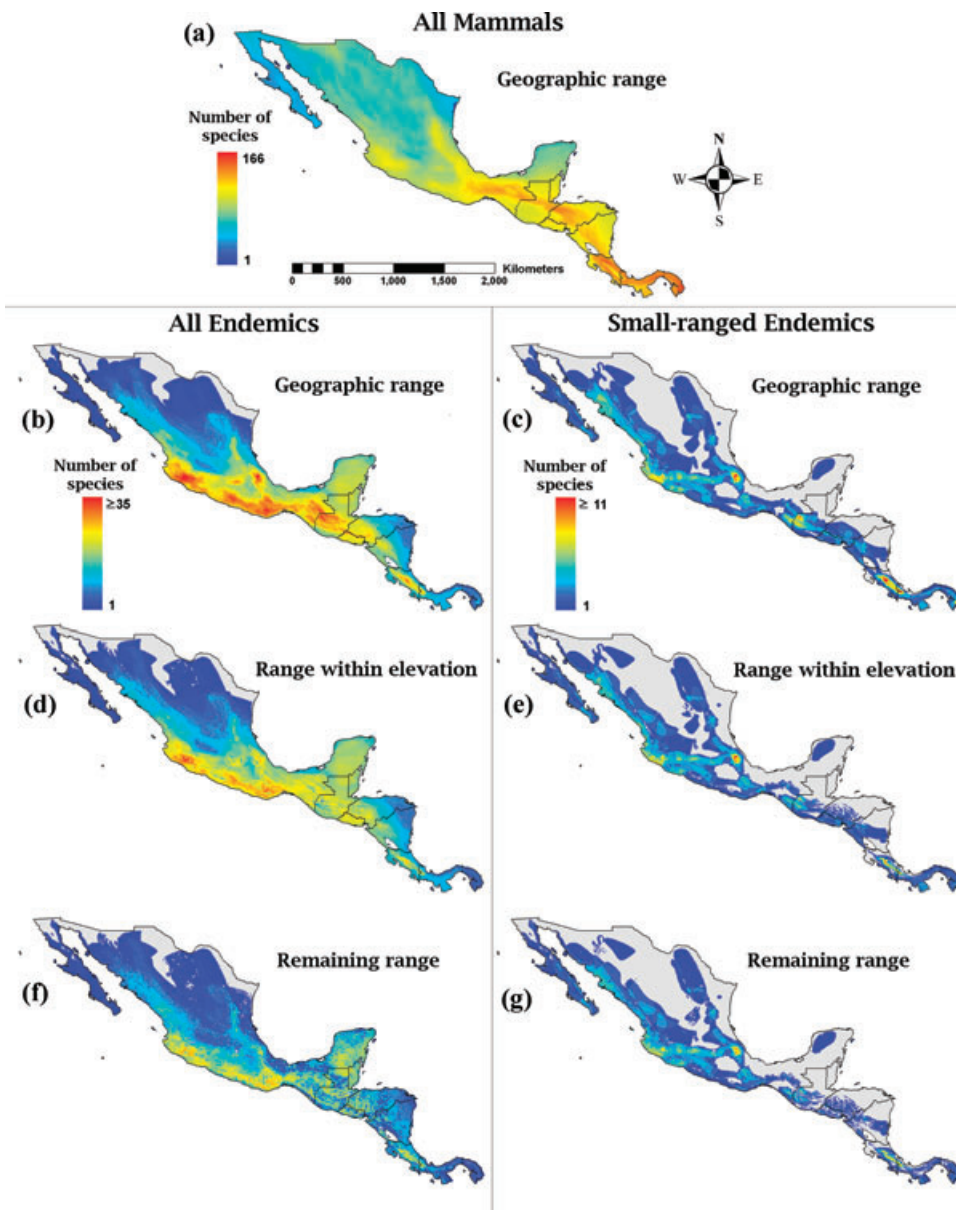 All Mammals
(a)
Geographic range
Number of
species
166
1
N
W E
S
0 500 1,000 1,500 2,000 Kilometers
All Endemics
Geographic range
(b)
Number of
species
≥35
1
Small-ranged Endemics
Geographic range
(c)
Number of
species
≥ 11
1
Range within elevation
(d)
Range within elevation
(e)
Remaining range
(f)
Remaining range
(g)